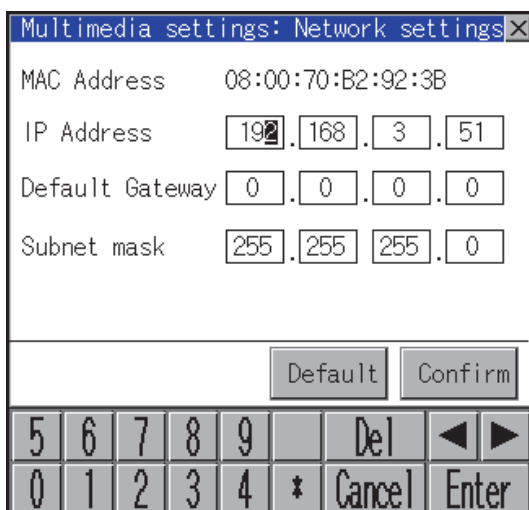 Multimedia settings: Network settings ×
MAC Address 08:00:70:B2:92:3B
IP Address 192.168.3.51
Default Gateway 0.0.0.0
Subnet mask 255.255 255.0
Default Confirm
5 6 7 8 9 Del ◀ ▶
0 1 2 3 4 * Cancel Enter